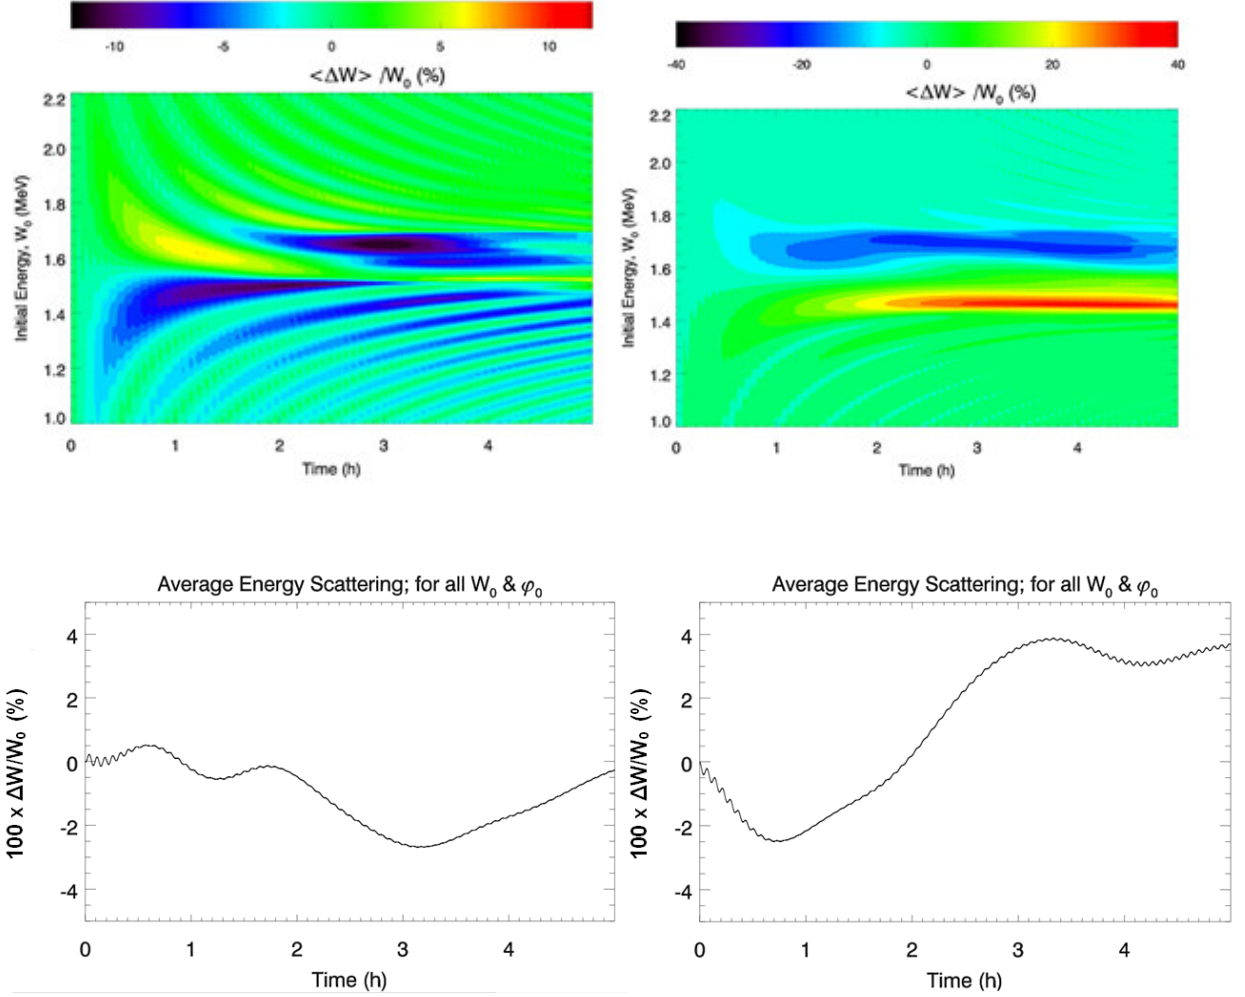 -10 -5 0 5 10
<ΔW> /W₀ (%)
2.2
2.0
1.8
1.6
1.4
1.2
1.0
Initial Energy, W₀ (MeV)
0 1 2 3 4
Time (h)
-40 -20 0 20 40
<ΔW> /W₀ (%)
2.2
2.0
1.8
1.6
1.4
1.2
1.0
Initial Energy, W₀ (MeV)
0 1 2 3 4
Time (h)
Average Energy Scattering; for all W₀ & φ₀
4
2
0
-2
-4
100 x ΔW/W₀ (%)
0 1 2 3 4
Time (h)
Average Energy Scattering; for all W₀ & φ₀
4
2
0
-2
-4
100 x ΔW/W₀ (%)
0 1 2 3 4
Time (h)